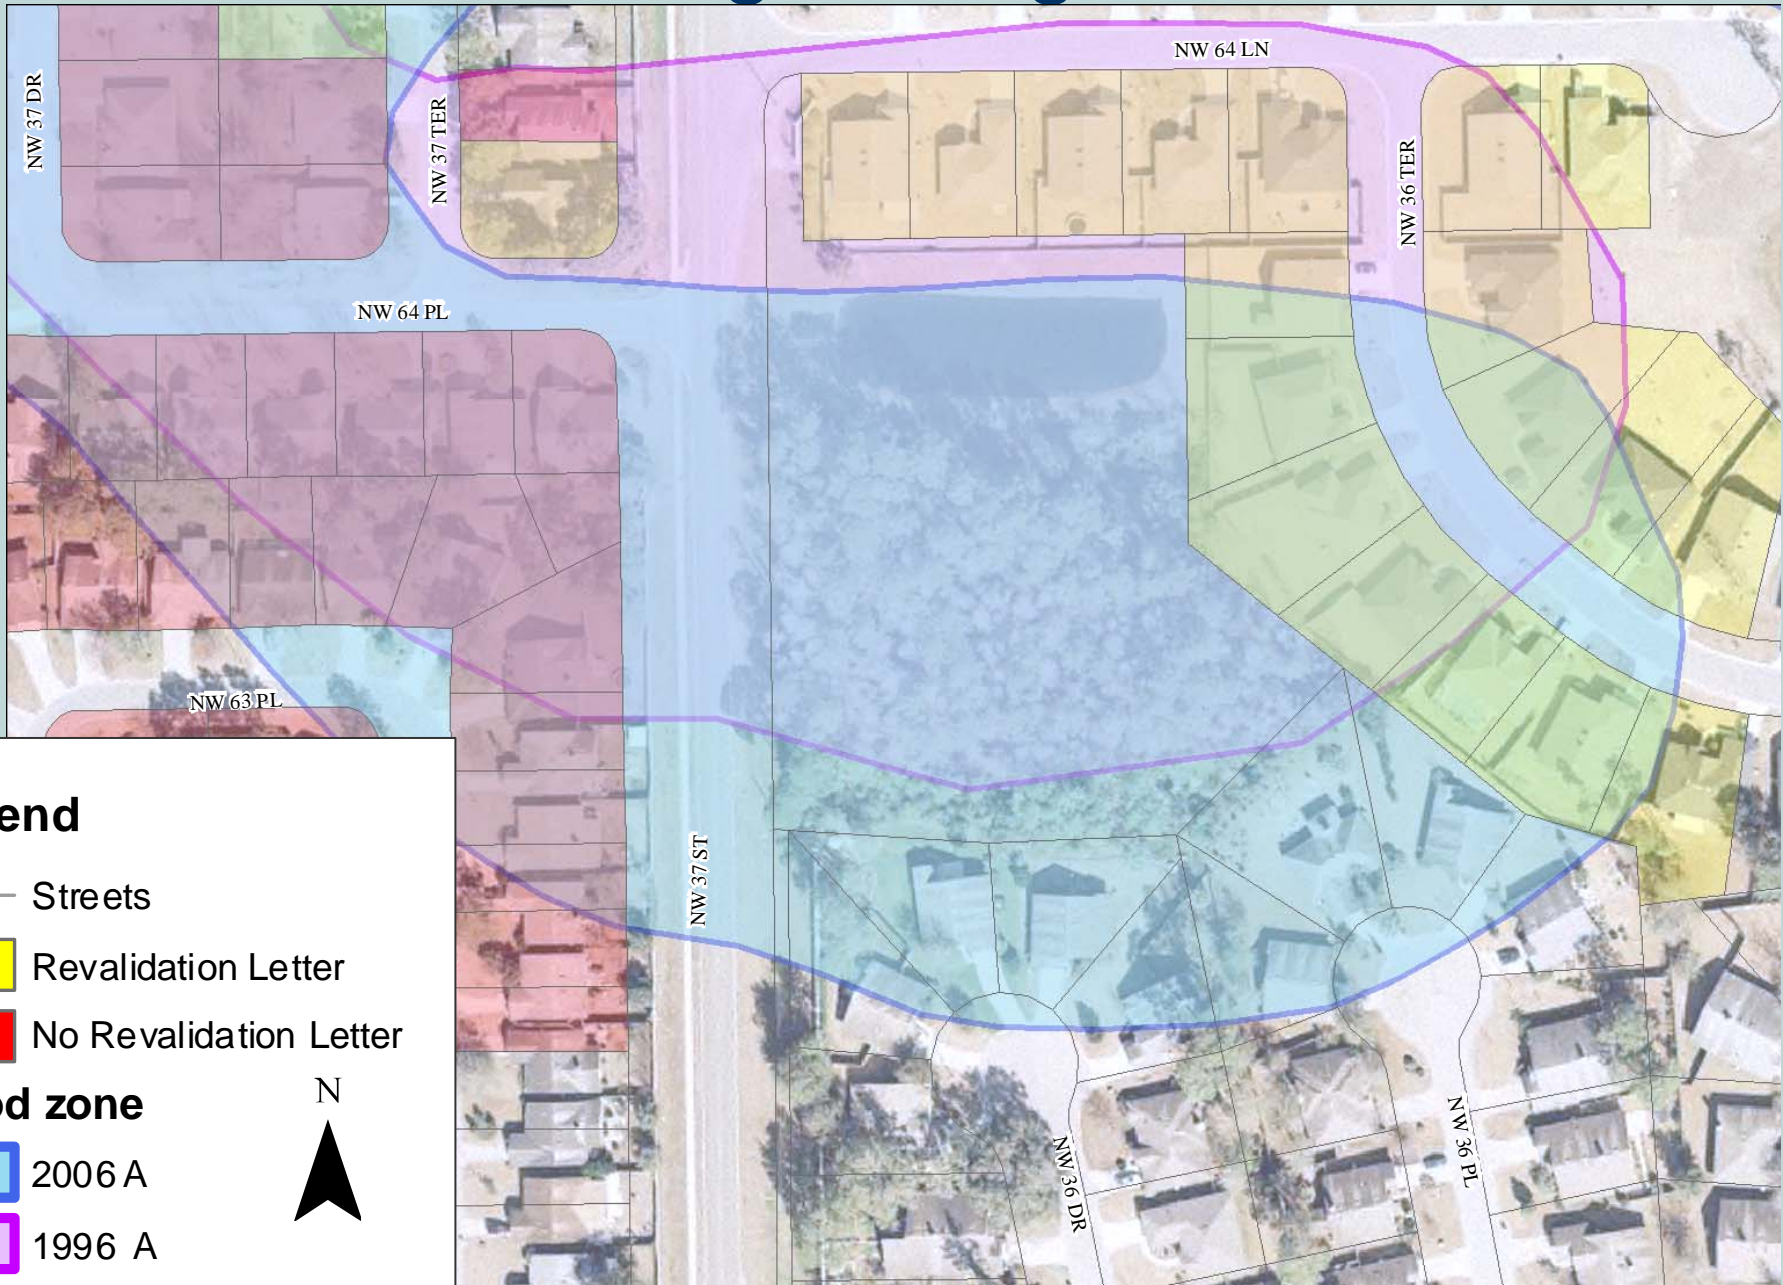 NW 64 LN
NW 37 DR
NW 37 TER
NW 36 TER
NW 64 PL
NW 63 PL
NW 37 ST
NW 36 DR
NW 36 PL
end
Streets
Revalidation Letter
No Revalidation Letter
od zone
N
2006 A
1996 A